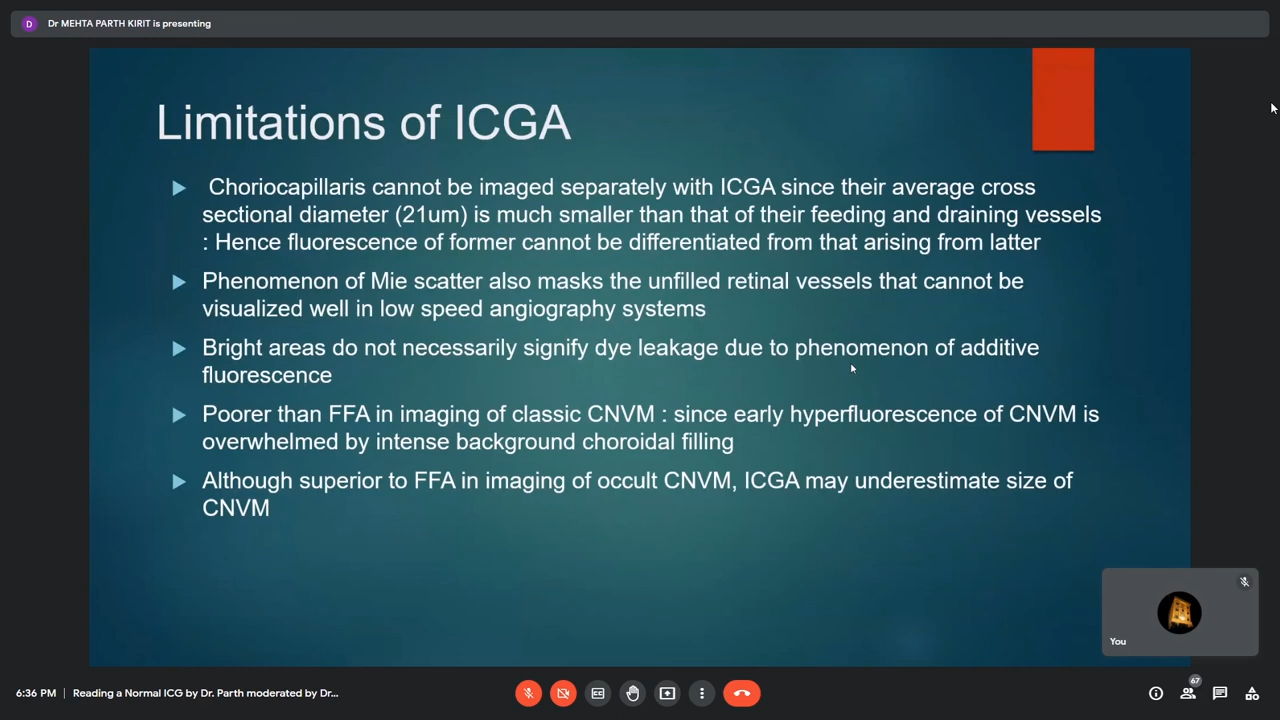 D Dr MEHTA PARTH KIRIT is presenting
Limitations of ICGA
Choriocapillaris cannot be imaged separately with ICGA since their average cross
sectional diameter (21um) is much smaller than that of their feeding and draining vessels
: Hence fluorescence of former cannot be differentiated from that arising from latter
Phenomenon of Mie scatter also masks the unfilled retinal vessels that cannot be
visualized well in low speed angiography systems
Bright areas do not necessarily signify dye leakage due to phenomenon of additive
fluorescence
Poorer than FFA in imaging of classic CNVM : since early hyperfluorescence of CNVM is
overwhelmed by intense background choroidal filling
Although superior to FFA in imaging of occult CNVM, ICGA may underestimate size of
CNVM
You
6:36 PM | Reading a Normal ICG by Dr. Parth moderated by Dr...
67